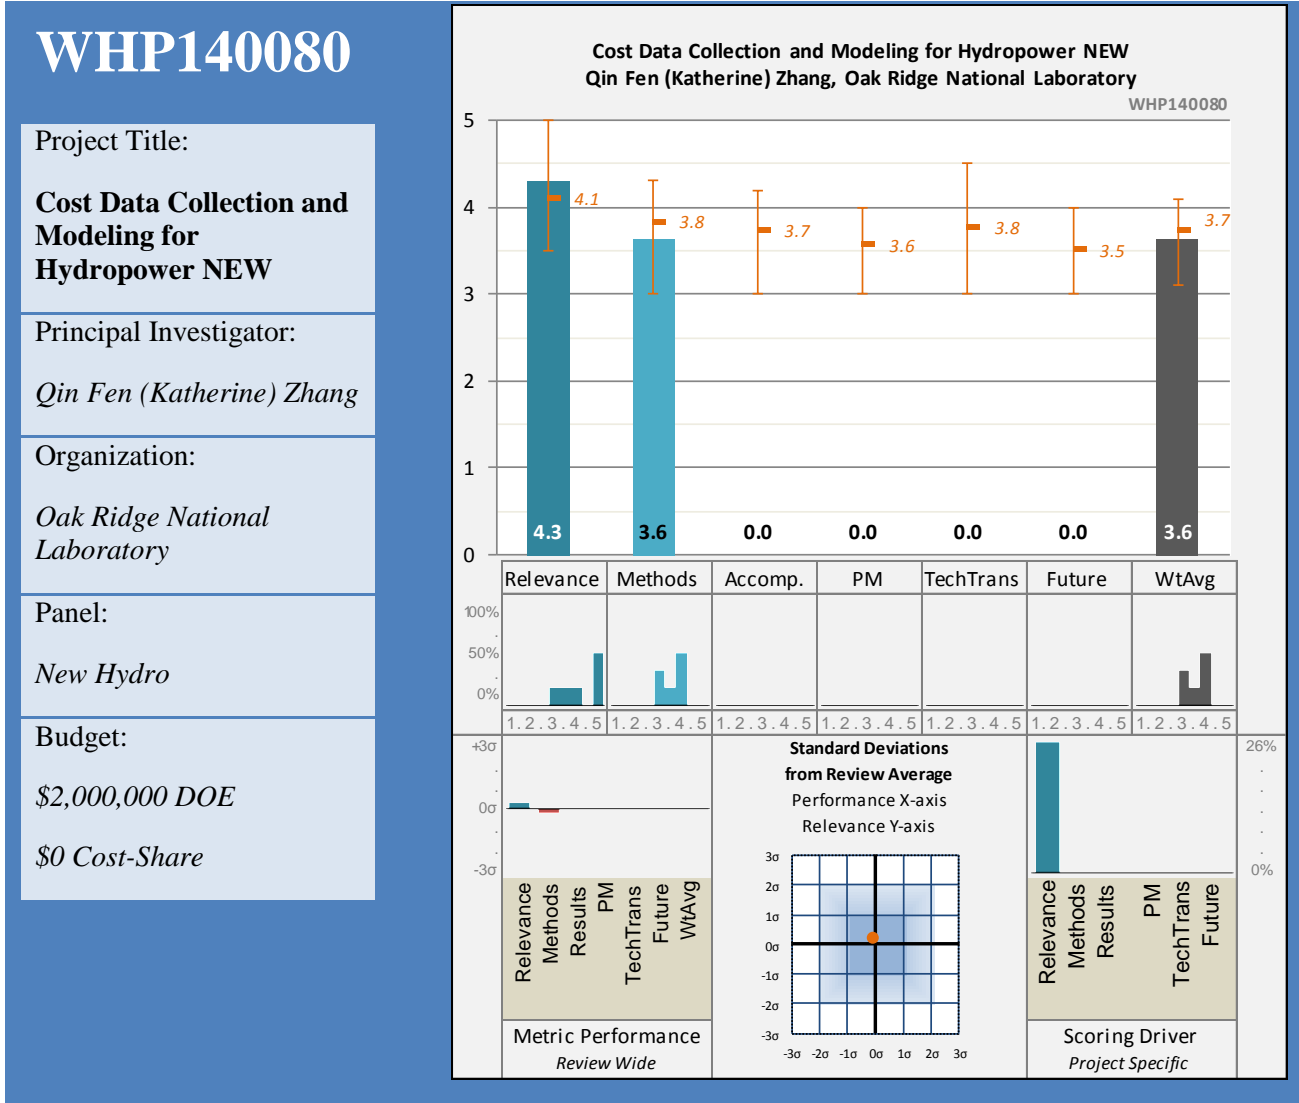 WHP140080
Project Title:
Cost Data Collection and
Modeling for
Hydropower NEW
Principal Investigator:
Qin Fen (Katherine) Zhang
Organization:
Oak Ridge National
Laboratory
Panel:
New Hydro
Budget:
$2,000,000 DOE
$0 Cost-Share
Cost Data Collection and Modeling for Hydropower NEW
Qin Fen (Katherine) Zhang, Oak Ridge National Laboratory
WHP140080
5
4
3
2
1
0
4.1
3.8
3.7
3.6
3.8
3.5
3.7
4.3 3.6 0.0 0.0 0.0 0.0 3.6
Relevance Methods Accomp. PM TechTrans Future WtAvg
100%
.
50%
.
0%
1.2.3.4.5 1.2.3.4.5 1.2.3.4.5 1.2.3.4.5 1.2.3.4.5 1.2.3.4.5 1.2.3.4.5
+3σ
.
.
0σ
.
.
-3σ
Relevance
Methods
Results
PM
TechTrans
Future
WtAvg
Metric Performance
Review Wide
Standard Deviations
from Review Average
Performance X-axis
Relevance Y-axis
3σ
2σ
1σ
0σ
-1σ
-2σ
-3σ
-3σ -2σ -1σ 0σ 1σ 2σ 3σ
26%
.
.
.
.
.
0%
Relevance
Methods
Results
PM
TechTrans
Future
Scoring Driver
Project Specific